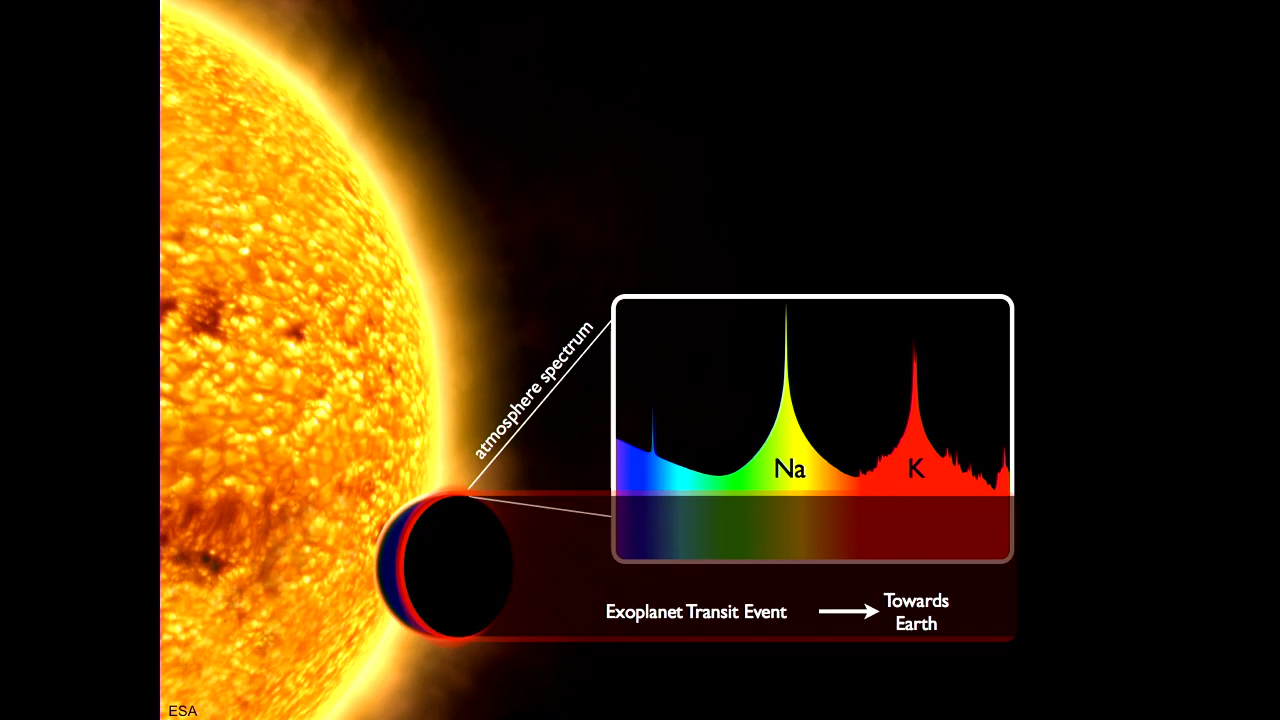 atmosphere spectrum
Na
K
Exoplanet Transit Event
Towards
Earth
ESA